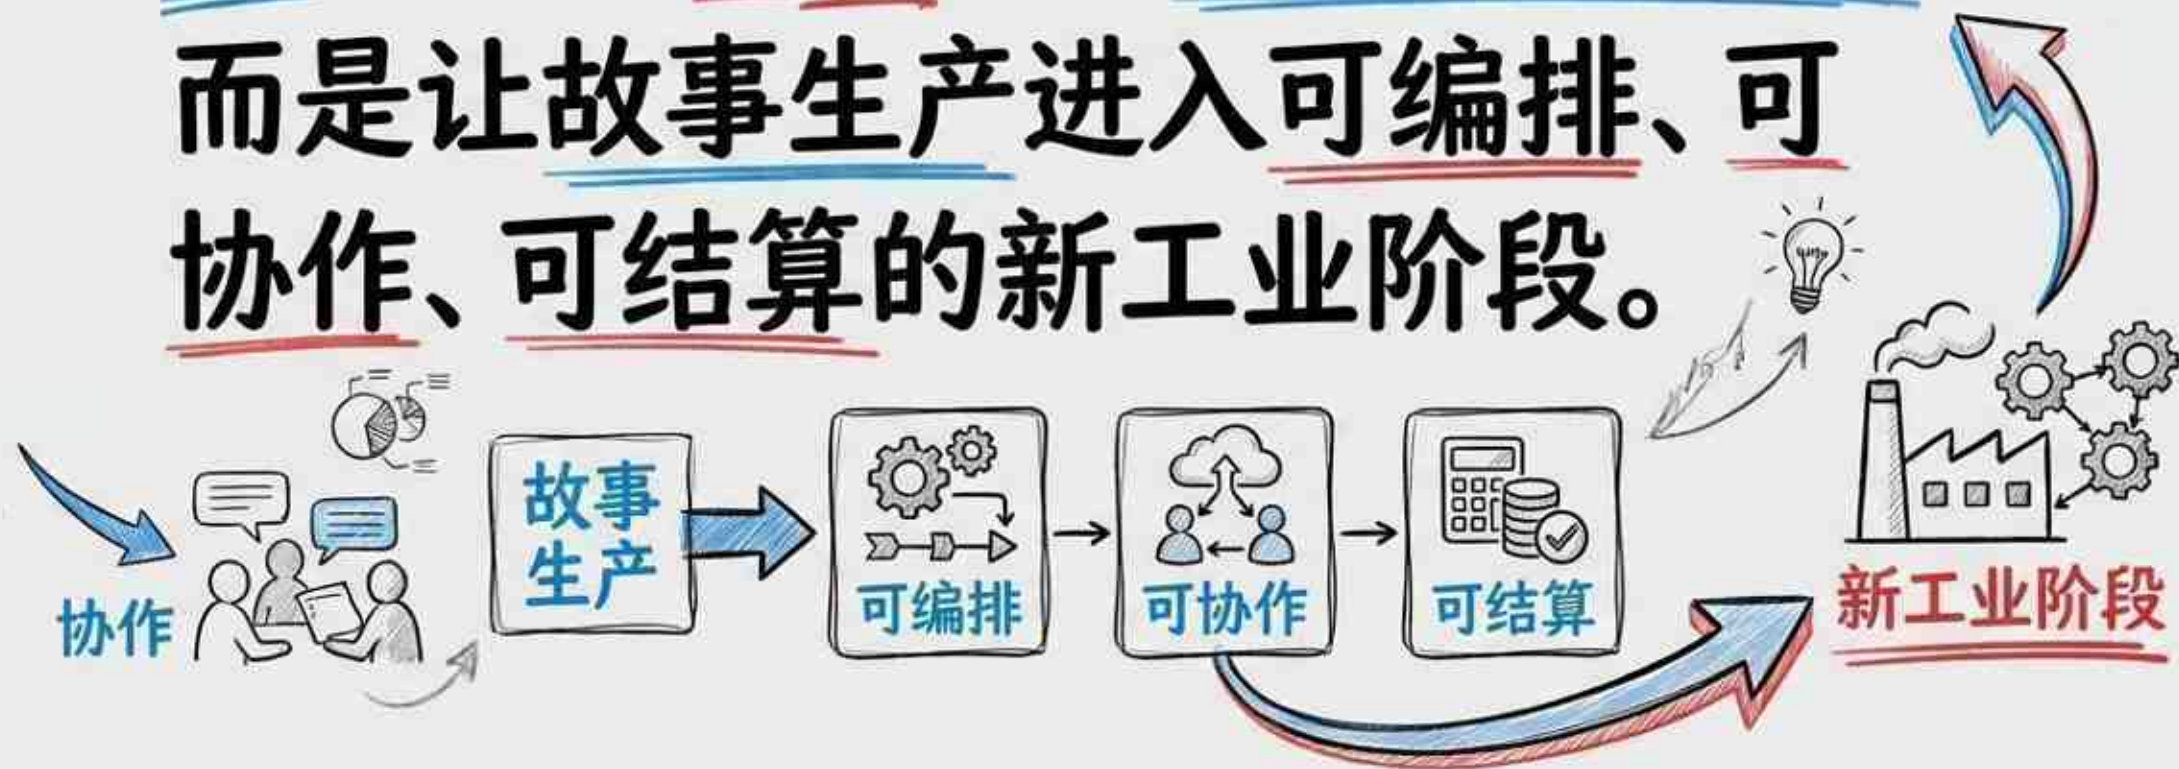 而是让故事生产进入可编排、可
协作、可结算的新工业阶段。
协作
故事
生产
可编排
可协作
可结算
新工业阶段